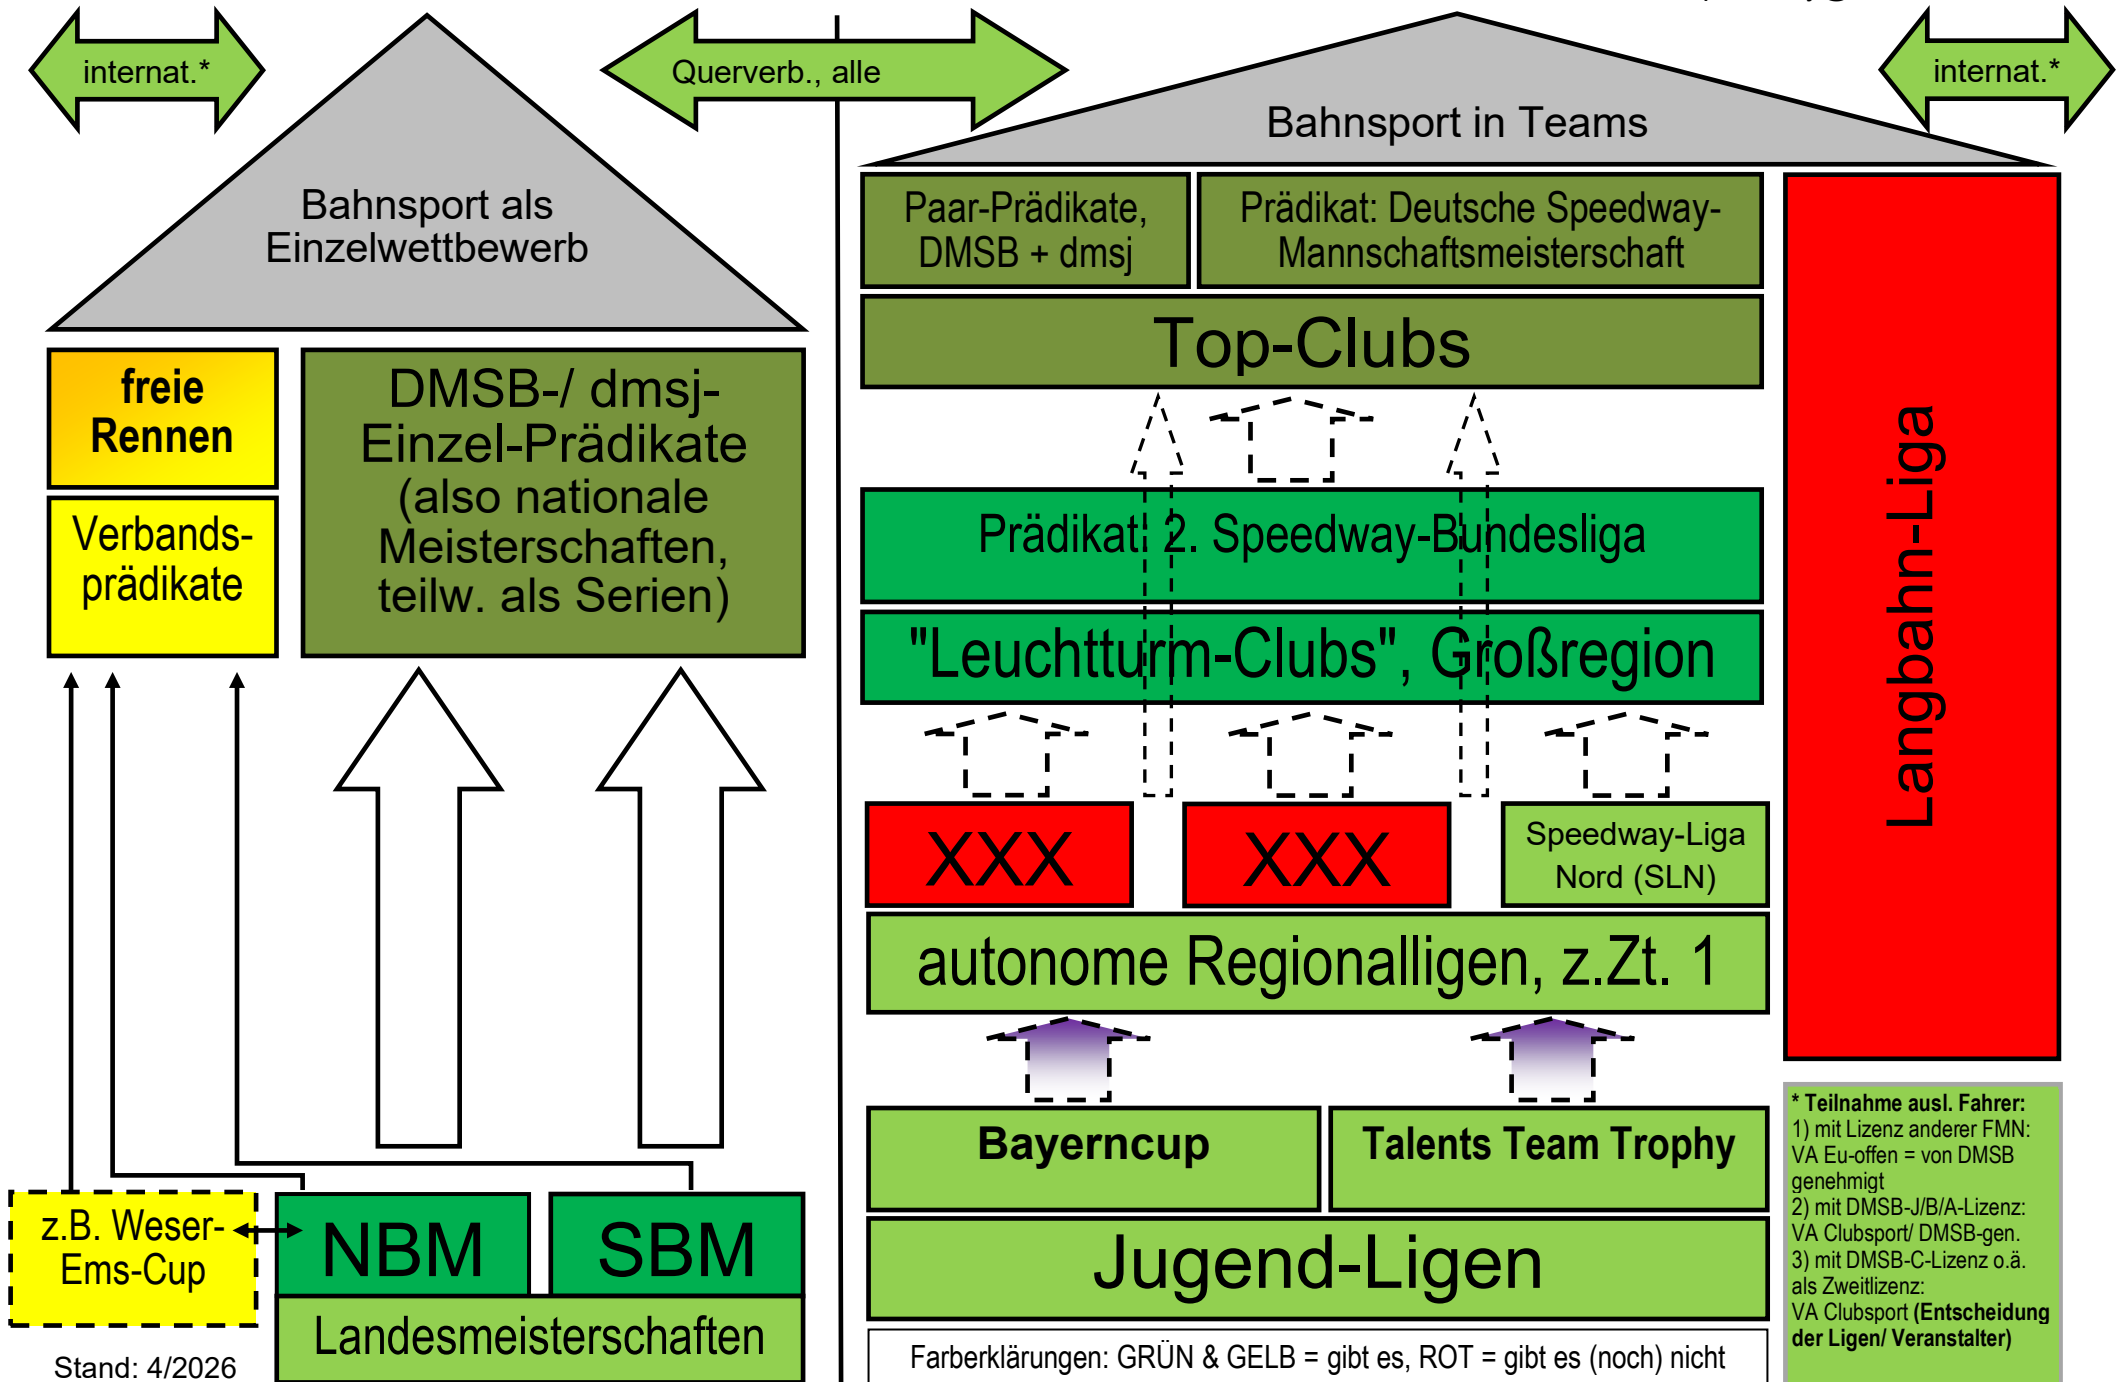 internat.*
Querverb., alle
internat.*
Bahnsport als
Einzelwettbewerb
freie
Rennen
Verbands-
prädikate
DMSB-/ dmsj-
Einzel-Prädikate
(also nationale
Meisterschaften,
teilw. als Serien)
z.B. Weser-
Ems-Cup
NBM
SBM
Landesmeisterschaften
Stand: 4/2026
Bahnsport in Teams
Paar-Prädikate,
DMSB + dmsj
Prädikat: Deutsche Speedway-
Mannschaftsmeisterschaft
Top-Clubs
Prädikat: 2. Speedway-Bundesliga
"Leuchtturm-Clubs", Großregion
XXX
XXX
Speedway-Liga
Nord (SLN)
autonome Regionalligen, z.Zt. 1
Bayerncup
Talents Team Trophy
Jugend-Ligen
Farberklärungen: GRÜN & GELB = gibt es, ROT = gibt es (noch) nicht
Langbahn-Liga
* Teilnahme ausl. Fahrer:
1) mit Lizenz anderer FMN:
VA Eu-offen = von DMSB
genehmigt
2) mit DMSB-J/B/A-Lizenz:
VA Clubsport/ DMSB-gen.
3) mit DMSB-C-Lizenz o.ä.
als Zweitlizenz:
VA Clubsport (Entscheidung
der Ligen/ Veranstalter)